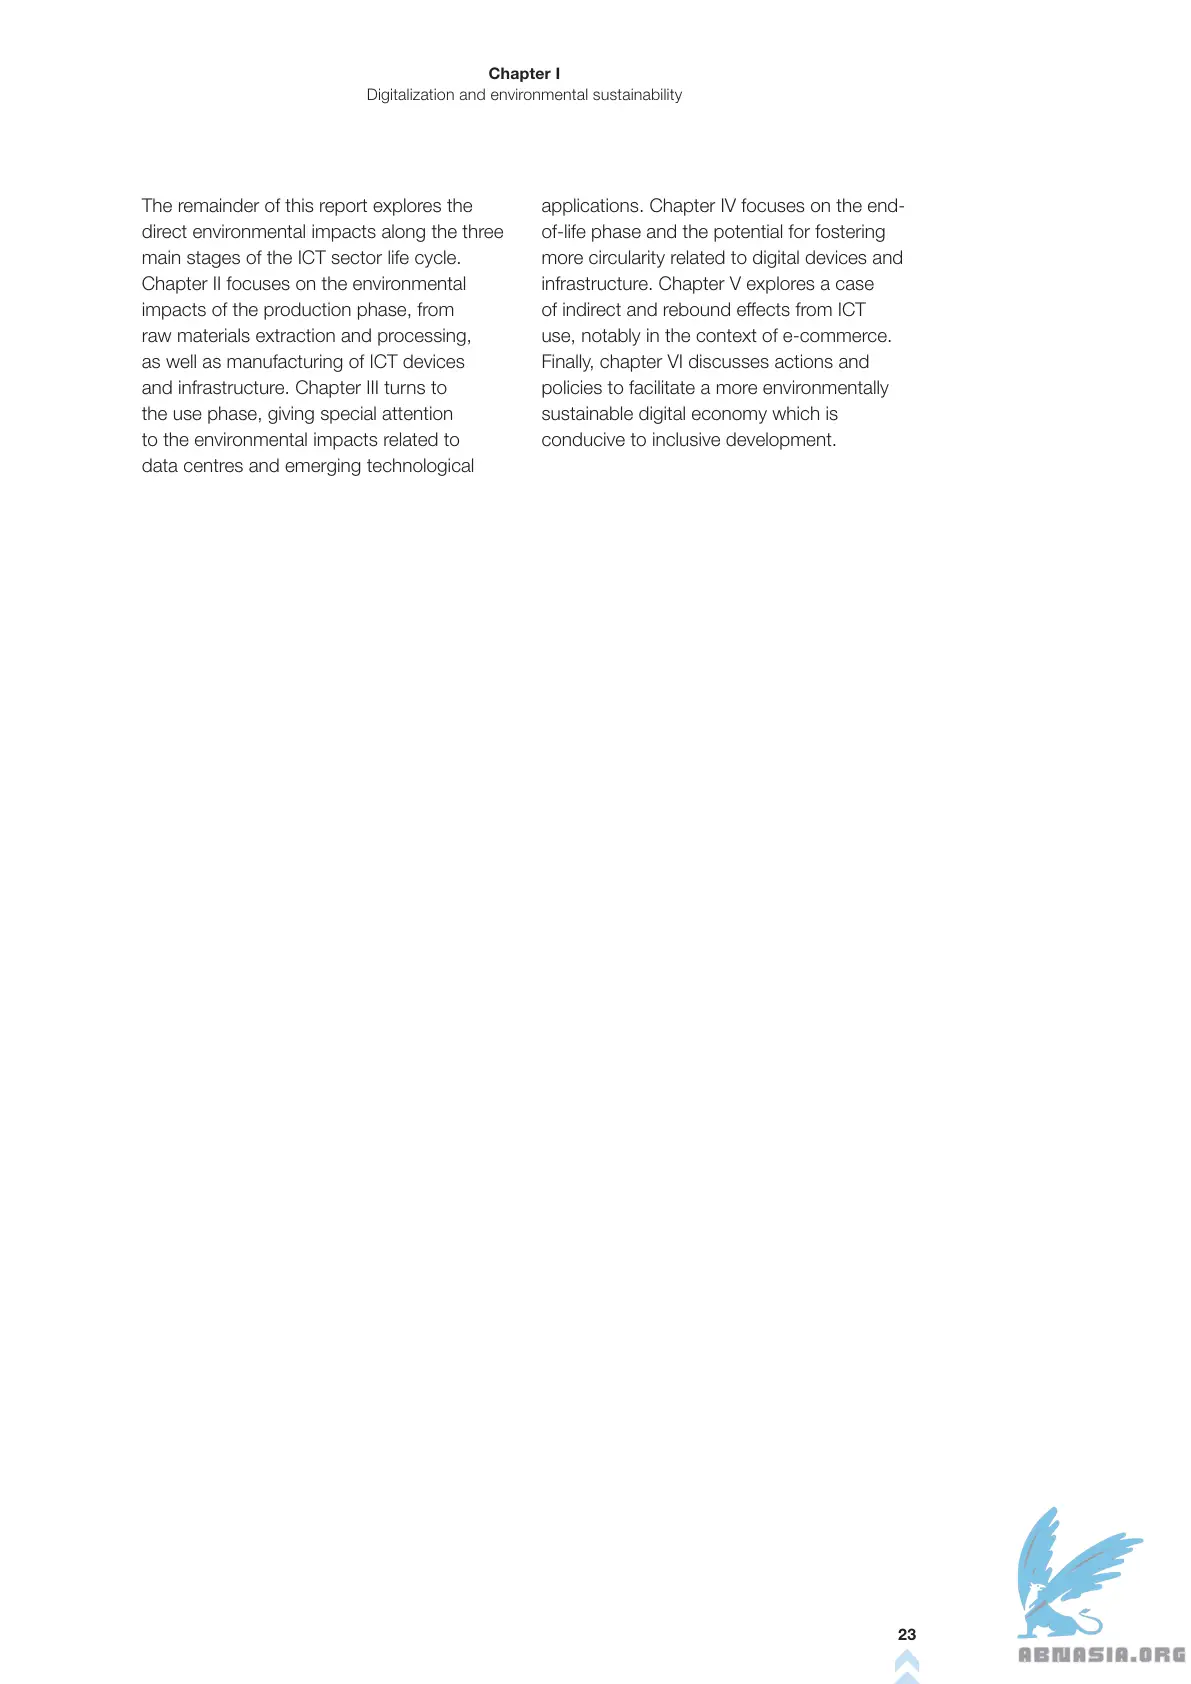 Chapter I
Digitalization and environmental sustainability
The remainder of this report explores the
direct environmental impacts along the three
main stages of the ICT sector life cycle.
Chapter II focuses on the environmental
impacts of the production phase, from
raw materials extraction and processing,
as well as manufacturing of ICT devices
and infrastructure. Chapter III turns to
the use phase, giving special attention
to the environmental impacts related to
data centres and emerging technological
applications. Chapter IV focuses on the end-
of-life phase and the potential for fostering
more circularity related to digital devices and
infrastructure. Chapter V explores a case
of indirect and rebound effects from ICT
use, notably in the context of e-commerce.
Finally, chapter VI discusses actions and
policies to facilitate a more environmentally
sustainable digital economy which is
conducive to inclusive development.
23
ABNASIA.ORG